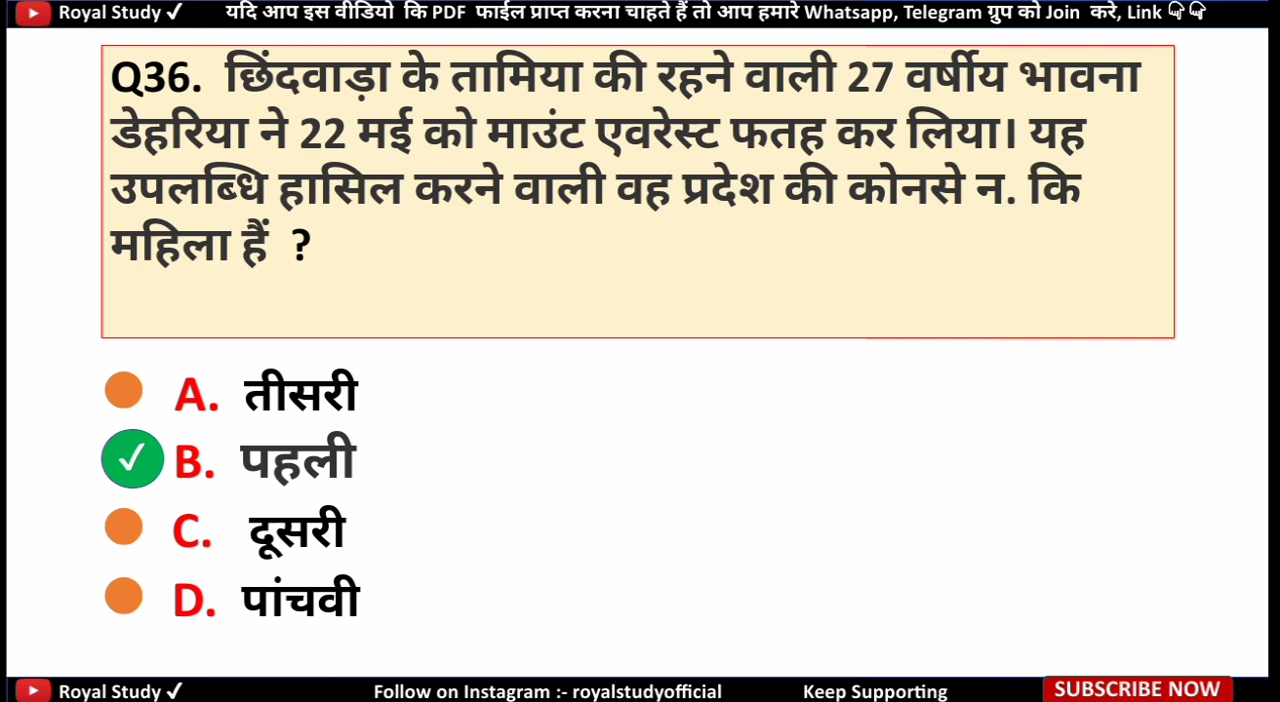 Royal Study ✓ यदि आप इस वीडियो कि PDF फाईल प्राप्त करना चाहते हैं तो आप हमारे Whatsapp, Telegram ग्रुप को Join करे, Link 👇👇
Q36. छिंदवाड़ा के तामिया की रहने वाली 27 वर्षीय भावना
डेहरिया ने 22 मई को माउंट एवरेस्ट फतह कर लिया। यह
उपलब्धि हासिल करने वाली वह प्रदेश की कोनसे न. कि
महिला हैं ?
A. तीसरी
B. पहली
C. दूसरी
D. पांचवी
Royal Study ✓ Follow on Instagram :- royalstudyofficial Keep Supporting SUBSCRIBE NOW